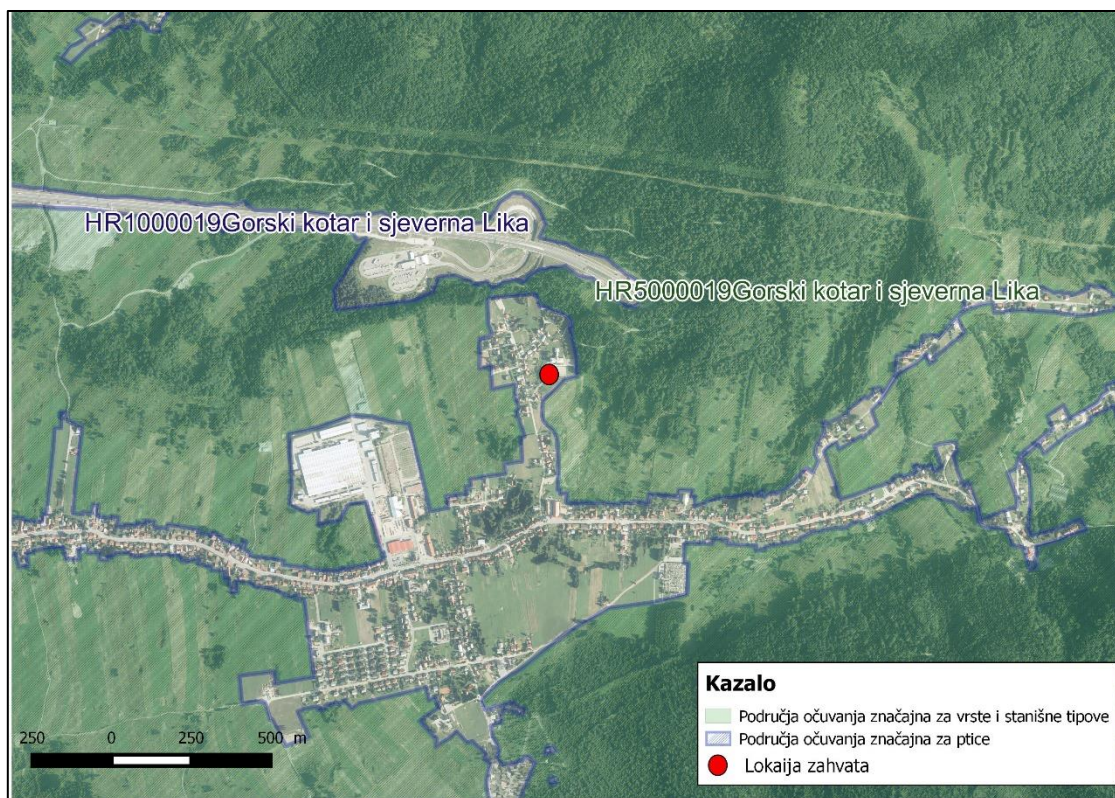 HR1000019Gorski kotar i sjeverna Lika
HR5000019Gorski kotar i sjeverna Lika
Kazalo
Područja očuvanja značajna za vrste i stanišne tipove
Područja očuvanja značajna za ptice
Lokaija zahvata
250 0 250 500 m